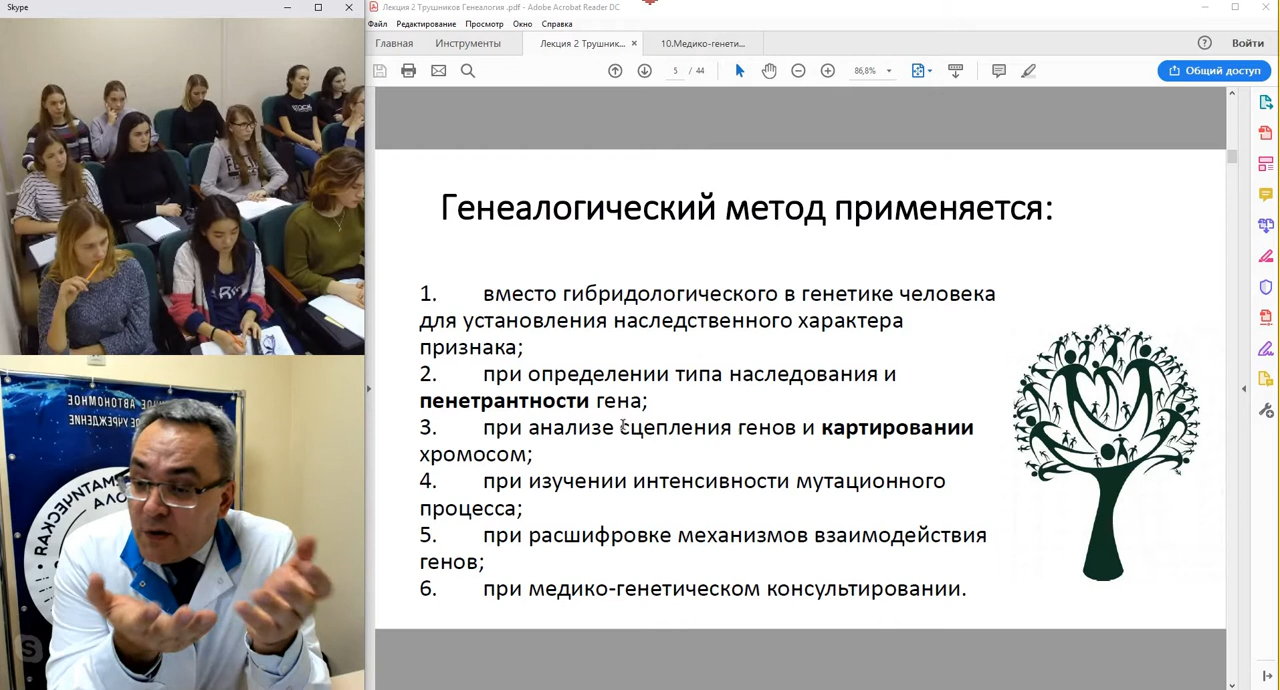 Skype
Лекция 2 Трушников Генеалогия .pdf - Adobe Acrobat Reader DC
Файл Редактирование Просмотр Окно Справка
Главная Инструменты Лекция 2 Трушник... × 10.Медико-генети... Войти
5 / 44 86,8% Общий доступ
Генеалогический метод применяется:
1. вместо гибридологического в генетике человека
для установления наследственного характера
признака;
2. при определении типа наследования и
пенетрантности гена;
3. при анализе сцепления генов и картировании
хромосом;
4. при изучении интенсивности мутационного
процесса;
5. при расшифровке механизмов взаимодействия
генов;
6. при медико-генетическом консультировании.
АВТОНОМНОЕ
УЧРЕЖДЕНИЕ